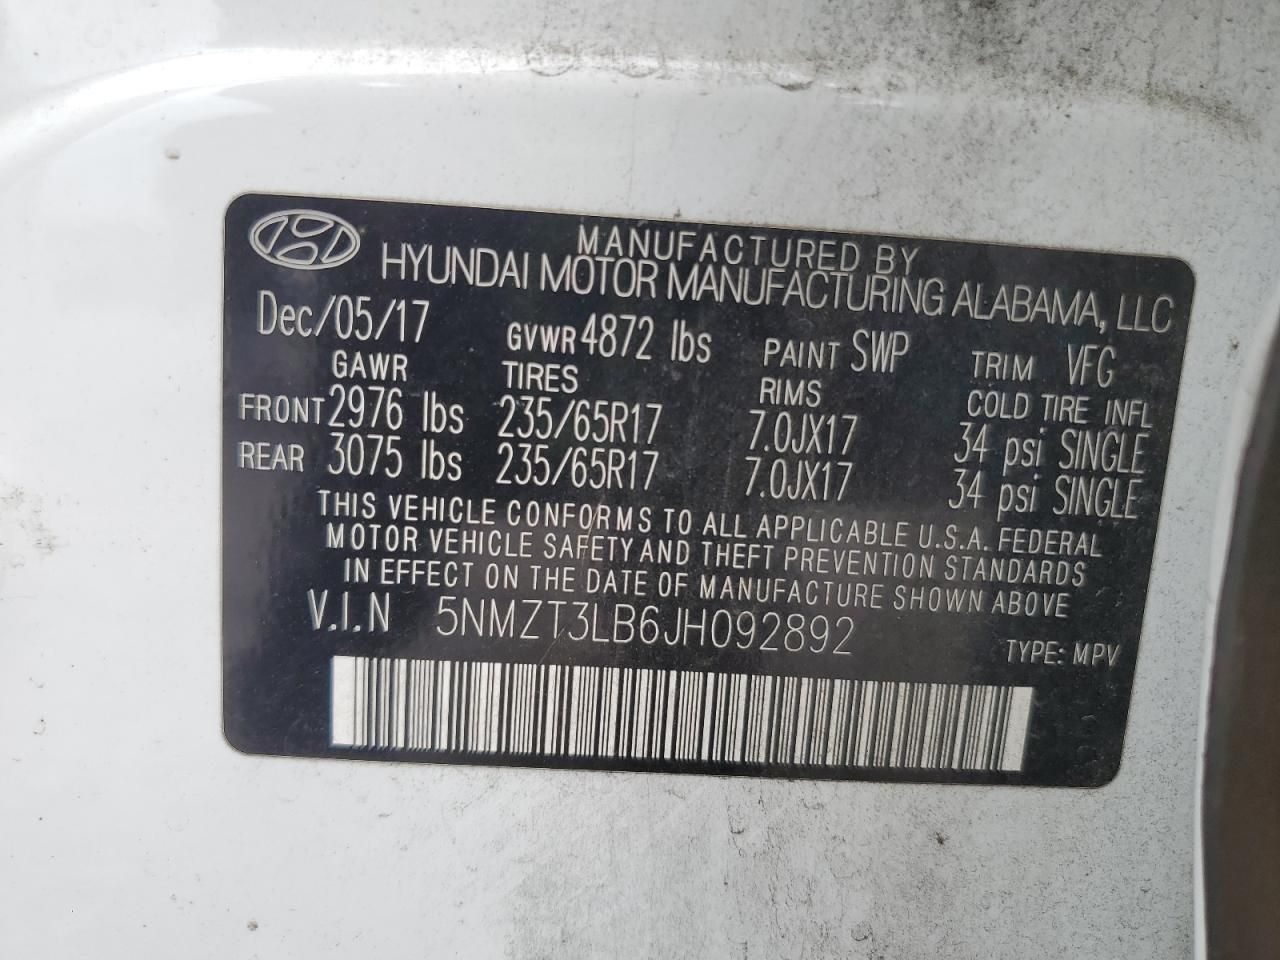 MANUFACTURED BY
HYUNDAI MOTOR MANUFACTURING ALABAMA, LLC
Dec/05/17 GVWR 4872 lbs PAINT SWP TRIM VFG
GAWR TIRES RIMS COLD TIRE INFL
FRONT 2976 lbs 235/65R17 7.0JX17 34 psi SINGLE
REAR 3075 lbs 235/65R17 7.0JX17 34 psi SINGLE
THIS VEHICLE CONFORMS TO ALL APPLICABLE U.S.A. FEDERAL
MOTOR VEHICLE SAFETY AND THEFT PREVENTION STANDARDS
IN EFFECT ON THE DATE OF MANUFACTURE SHOWN ABOVE
V.I.N 5NMZT3LB6JH092892
TYPE: MPV